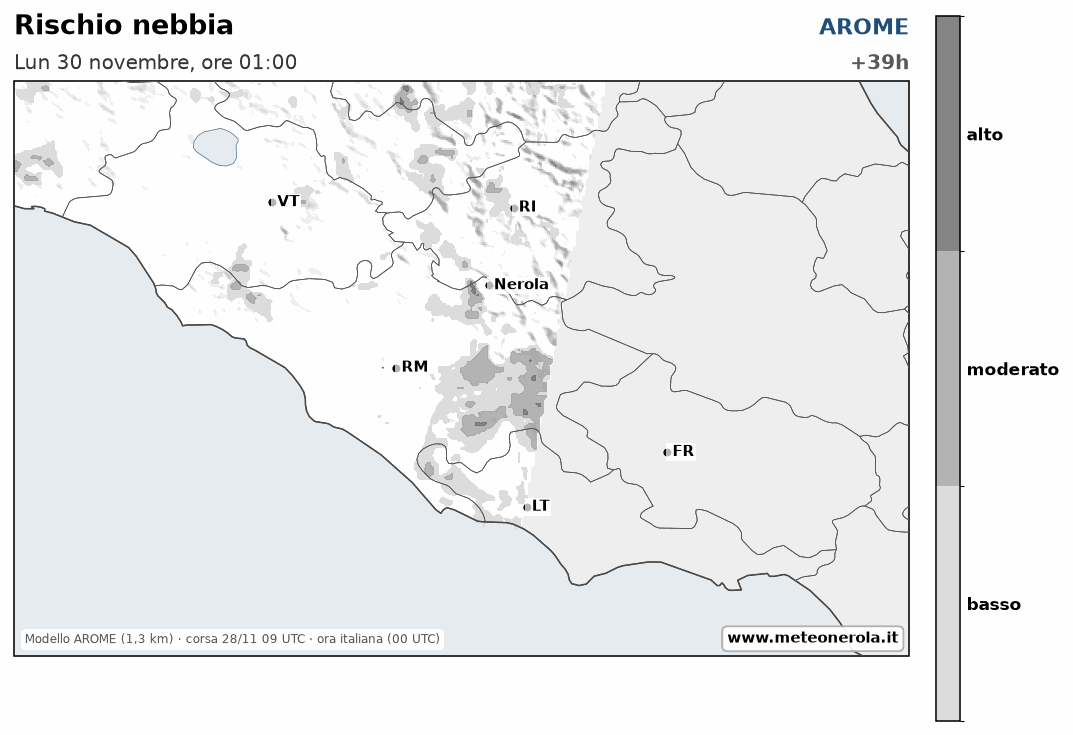 Rischio nebbia
AROME
Lun 30 novembre, ore 01:00
+39h
alto
VT
RI
Nerola
RM
moderato
FR
LT
basso
Modello AROME (1,3 km) · corsa 28/11 09 UTC · ora italiana (00 UTC)
www.meteonerola.it